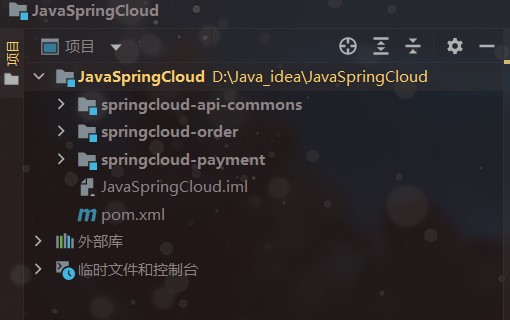 JavaSpringCloud
项目
项目
JavaSpringCloud D:\Java_idea\JavaSpringCloud
springcloud-api-commons
springcloud-order
springcloud-payment
JavaSpringCloud.iml
m pom.xml
外部库
临时文件和控制台